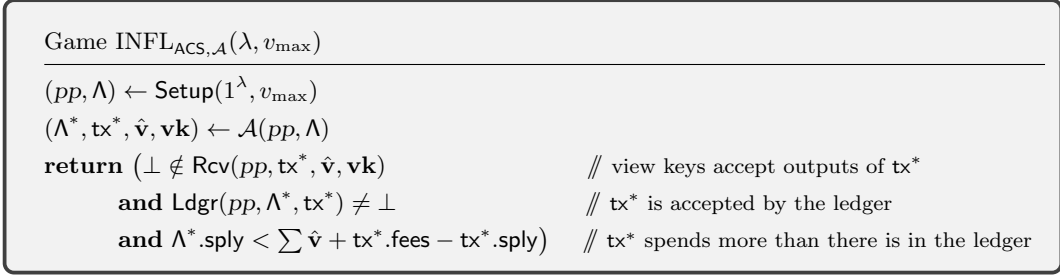 Game INFL_{ACS,𝒜}(λ, v_max)
(pp, Λ) ← Setup(1^λ, v_max)
(Λ*, tx*, v̂, vk) ← 𝒜(pp, Λ)
return (⊥ ∉ Rcv(pp, tx*, v̂, vk) // view keys accept outputs of tx*
and Ldgr(pp, Λ*, tx*) ≠ ⊥ // tx* is accepted by the ledger
and Λ*.sply < ∑ v̂ + tx*.fees − tx*.sply) // tx* spends more than there is in the ledger